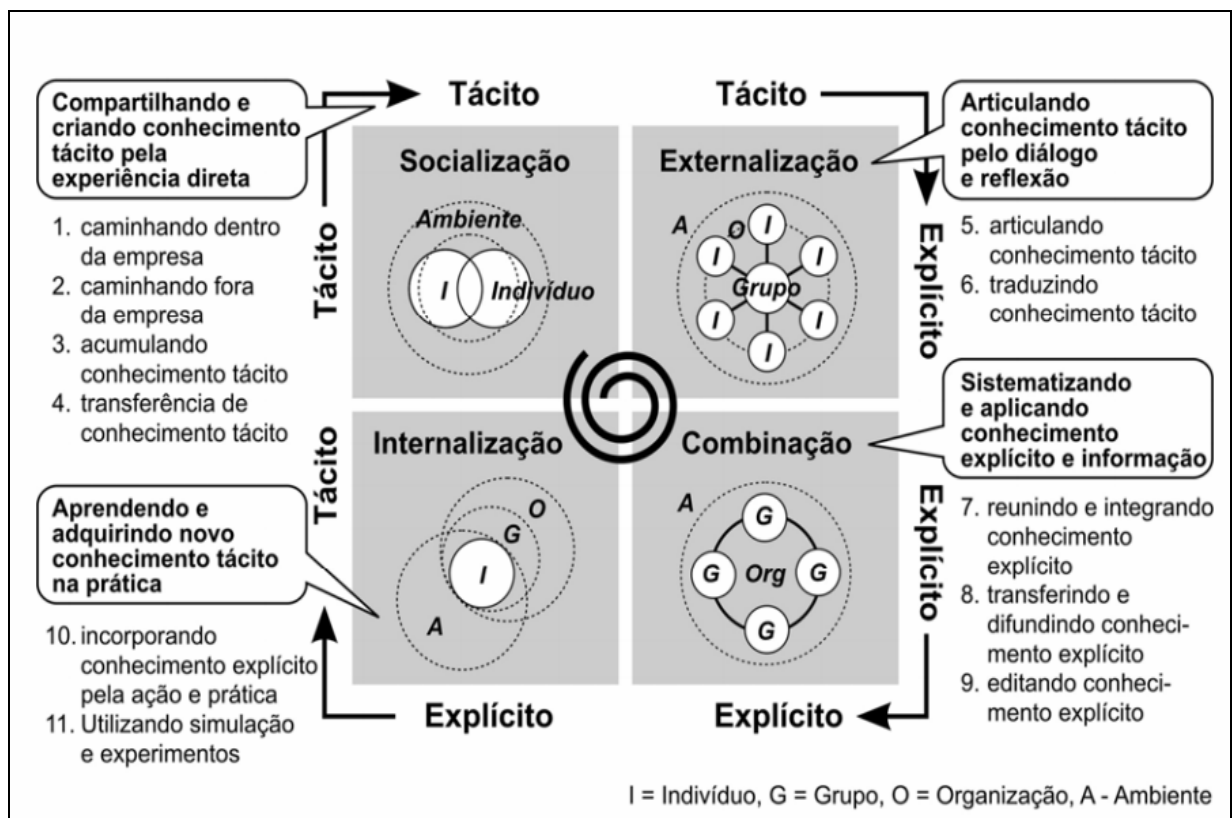 Tácito
Tácito
Compartilhando e
criando conhecimento
tácito pela
experiência direta
1. caminhando dentro
da empresa
2. caminhando fora
da empresa
3. acumulando
conhecimento tácito
4. transferência de
conhecimento tácito
Tácito
Socialização
Ambiente
I
Indivíduo
Externalização
A
O
I
I
I
Grupo
I
I
I
Explícito
Articulando
conhecimento tácito
pelo diálogo
e reflexão
5. articulando
conhecimento tácito
6. traduzindo
conhecimento tácito
Aprendendo e
adquirindo novo
conhecimento tácito
na prática
10. incorporando
conhecimento explícito
pela ação e prática
11. Utilizando simulação
e experimentos
Tácito
Internalização
O
G
I
A
Combinação
A
G
G
Org
G
G
Explícito
Sistematizando
e aplicando
conhecimento
explícito e informação
7. reunindo e integrando
conhecimento
explícito
8. transferindo e
difundindo conheci-
mento explícito
9. editando conheci-
mento explícito
Explícito
Explícito
I = Indivíduo, G = Grupo, O = Organização, A - Ambiente